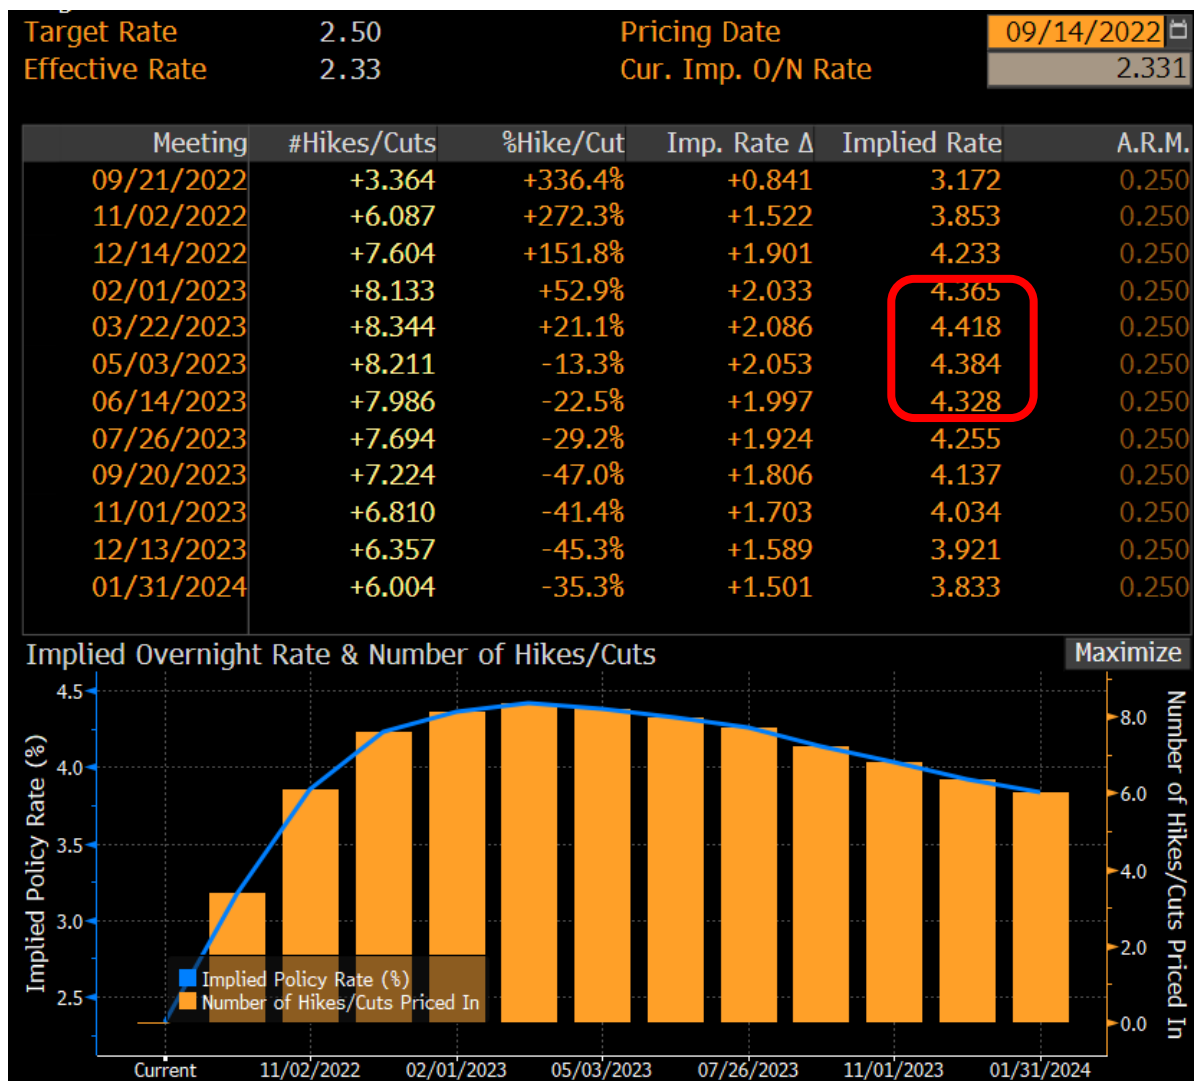 Target Rate 2.50 Pricing Date 09/14/2022
Effective Rate 2.33 Cur. Imp. O/N Rate 2.331
Meeting #Hikes/Cuts %Hike/Cut Imp. Rate Δ Implied Rate A.R.M.
09/21/2022 +3.364 +336.4% +0.841 3.172 0.250
11/02/2022 +6.087 +272.3% +1.522 3.853 0.250
12/14/2022 +7.604 +151.8% +1.901 4.233 0.250
02/01/2023 +8.133 +52.9% +2.033 4.365 0.250
03/22/2023 +8.344 +21.1% +2.086 4.418 0.250
05/03/2023 +8.211 -13.3% +2.053 4.384 0.250
06/14/2023 +7.986 -22.5% +1.997 4.328 0.250
07/26/2023 +7.694 -29.2% +1.924 4.255 0.250
09/20/2023 +7.224 -47.0% +1.806 4.137 0.250
11/01/2023 +6.810 -41.4% +1.703 4.034 0.250
12/13/2023 +6.357 -45.3% +1.589 3.921 0.250
01/31/2024 +6.004 -35.3% +1.501 3.833 0.250
Implied Overnight Rate & Number of Hikes/Cuts Maximize
Implied Policy Rate (%)
4.5
4.0
3.5
3.0
2.5
Implied Policy Rate (%)
Number of Hikes/Cuts Priced In
8.0
6.0
4.0
2.0
0.0
Number of Hikes/Cuts Priced In
Current 11/02/2022 02/01/2023 05/03/2023 07/26/2023 11/01/2023 01/31/2024